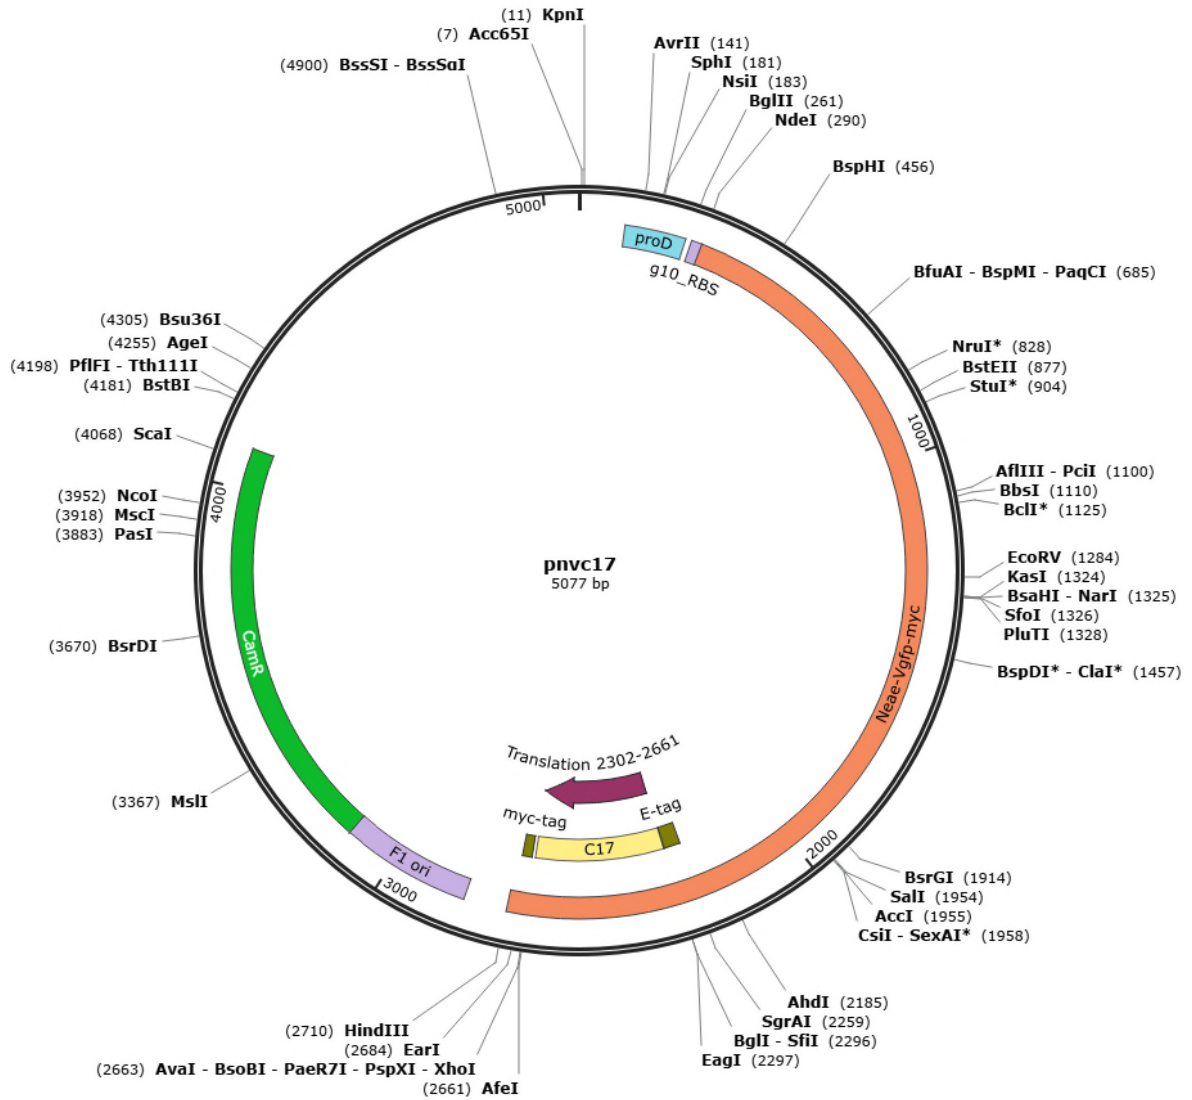 (11) KpnI
(7) Acc65I
(4900) BssSI - BssSαI
AvrII (141)
SphI (181)
NsiI (183)
BglII (261)
NdeI (290)
BspHI (456)
BfuAI - BspMI - PaqCI (685)
NruI* (828)
BstEII (877)
StuI* (904)
AflIII - PciI (1100)
BbsI (1110)
BclI* (1125)
EcoRV (1284)
KasI (1324)
BsaHI - NarI (1325)
SfoI (1326)
PluTI (1328)
BspDI* - ClaI* (1457)
BsrGI (1914)
SalI (1954)
AccI (1955)
CsiI - SexAI* (1958)
AhdI (2185)
SgrAI (2259)
BglI - SfiI (2296)
EagI (2297)
(2710) HindIII
(2684) EarI
(2663) AvaI - BsoBI - PaeR7I - PspXI - XhoI
(2661) AfeI
(3367) MslI
(3670) BsrDI
(3883) PasI
(3918) MscI
(3952) NcoI
(4068) ScaI
(4181) BstBI
(4198) PflFI - Tth111I
(4255) AgeI
(4305) Bsu36I
5000
1000
2000
3000
4000
proD
g10_RBS
Neae-Vgfp-myc
pnvc17
5077 bp
Translation 2302-2661
myc-tag
E-tag
C17
F1 ori
CamR